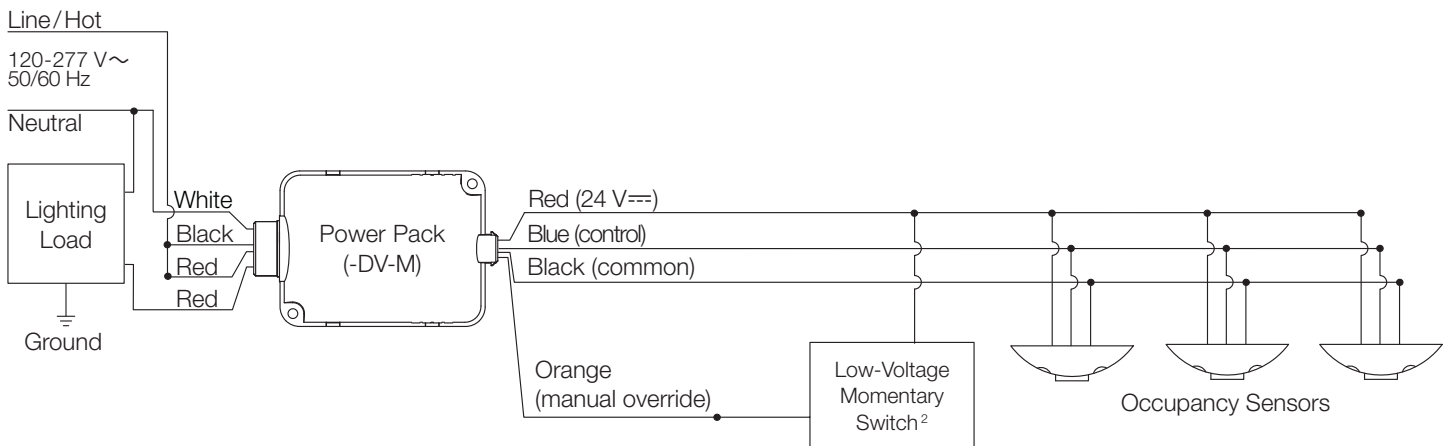 Line/Hot
120-277 V~
50/60 Hz
Neutral
Lighting
Load
Ground
White
Black
Red
Red
Power Pack
(-DV-M)
Red (24 V⎓)
Blue (control)
Black (common)
Orange
(manual override)
Low-Voltage
Momentary
Switch²
Occupancy Sensors